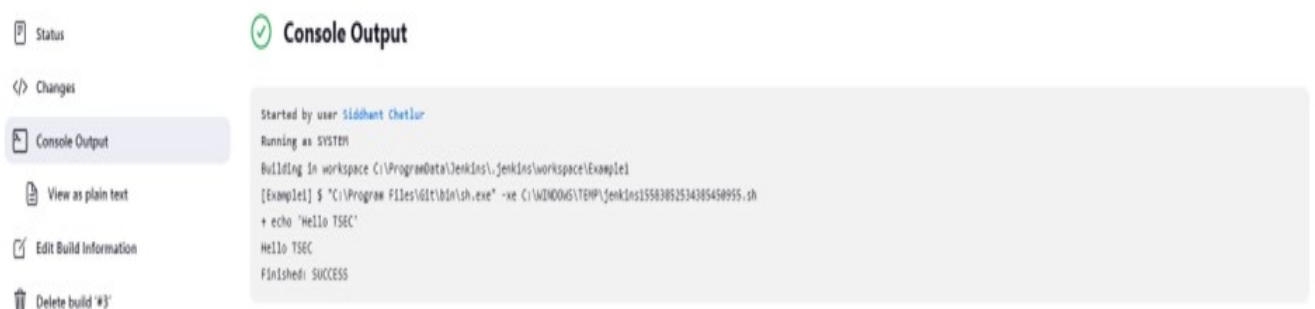 Status
Changes
Console Output
View as plain text
Edit Build Information
Delete build '#3'
Console Output
Started by user Siddhant Chetlur
Running as SYSTEM
Building in workspace C:\ProgramData\Jenkins\.jenkins\workspace\Example1
[Example1] $ "C:\Program Files\Git\bin\sh.exe" -xe C:\WINDOWS\TEMP\jenkins15583852534385450955.sh
+ echo 'Hello TSEC'
Hello TSEC
Finished: SUCCESS